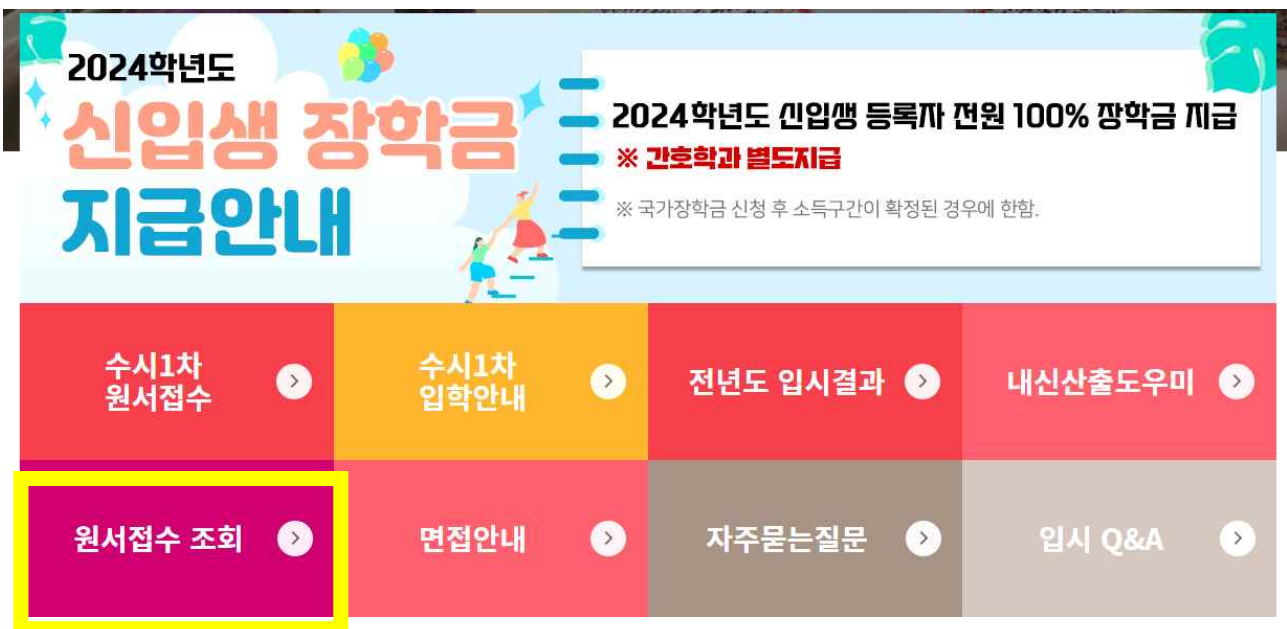 2024학년도
신입생 장학금
지급안내
2024학년도 신입생 등록자 전원 100% 장학금 지급
※ 간호학과 별도지급
※ 국가장학금 신청 후 소득구간이 확정된 경우에 한함.
수시1차
원서접수
수시1차
입학안내
전년도 입시결과
내신산출도우미
원서접수 조회
면접안내
자주묻는질문
입시 Q&A